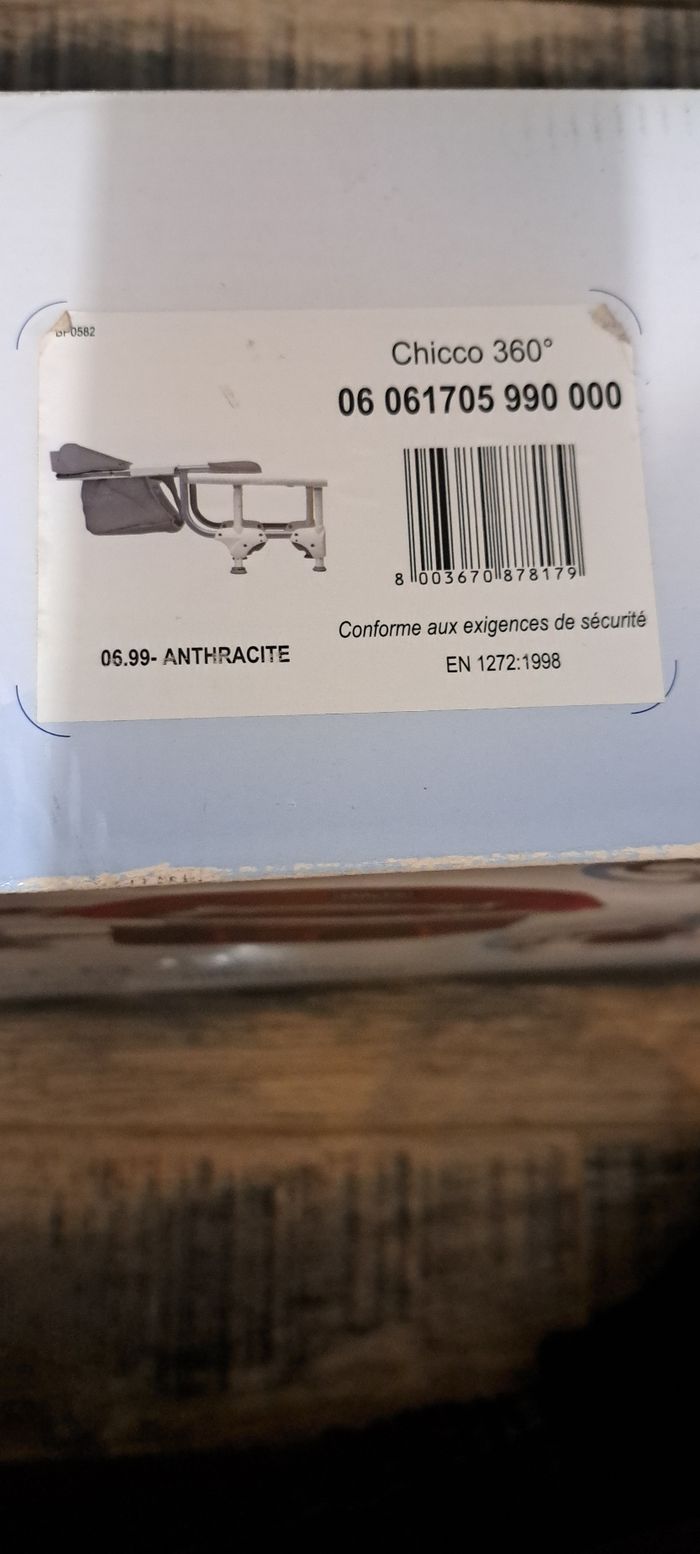 0582
Chicco 360°
06 061705 990 000
8 003670 878179
Conforme aux exigences de sécurité
06.99- ANTHRACITE
EN 1272:1998